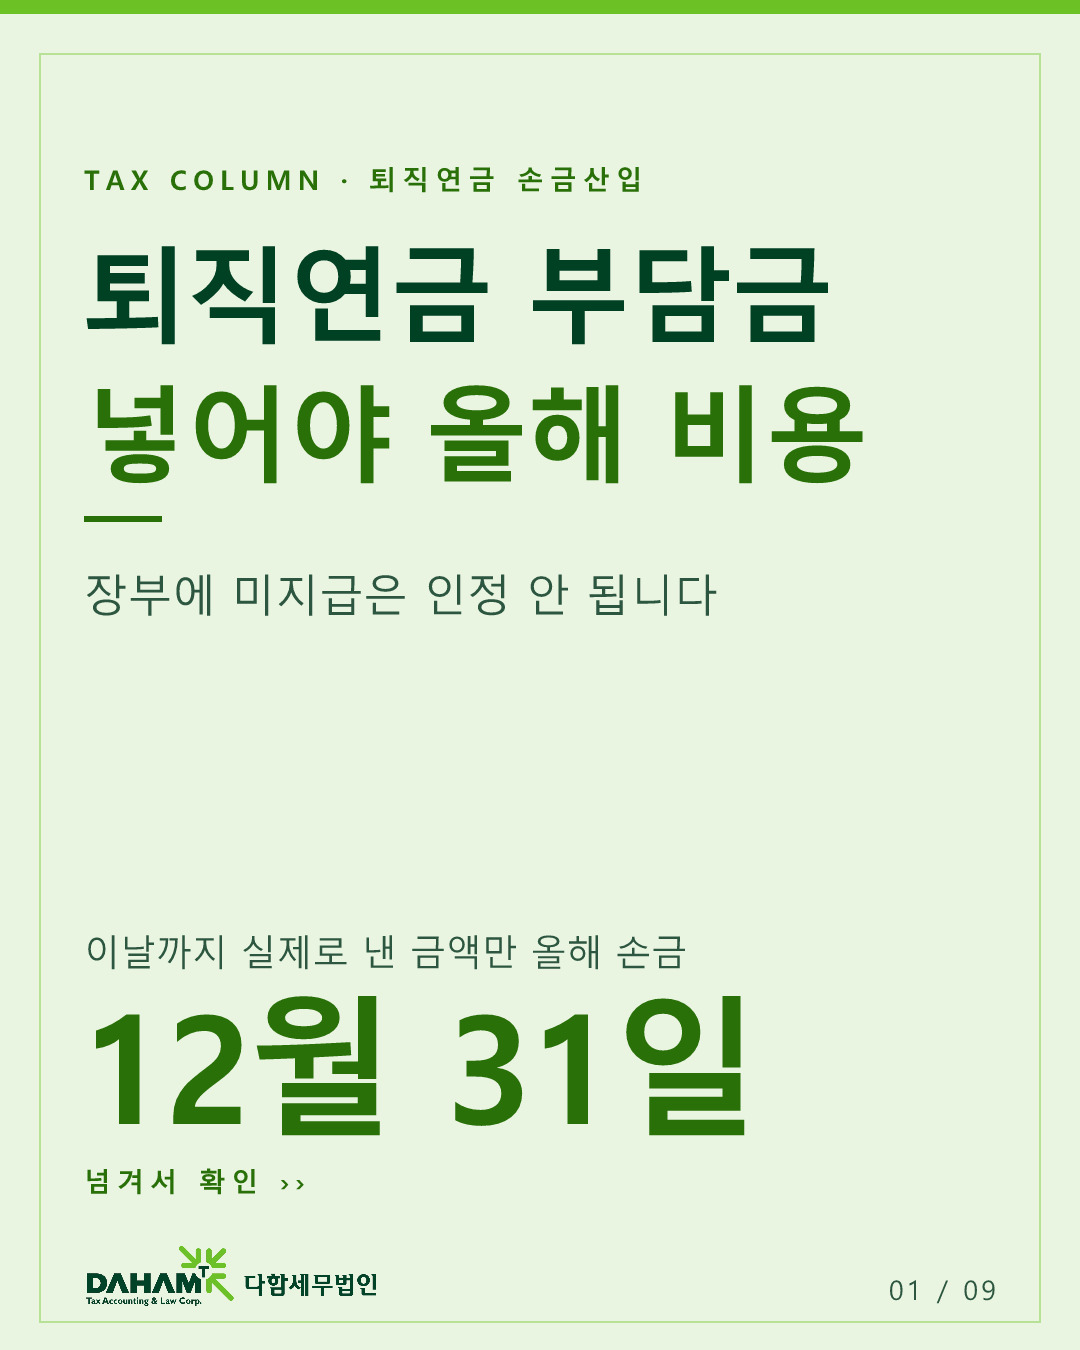 TAX COLUMN · 퇴직연금 손금산입
퇴직연금 부담금
넣어야 올해 비용
장부에 미지급은 인정 안 됩니다
이날까지 실제로 낸 금액만 올해 손금
12월 31일
넘겨서 확인 ››
DAHAM T 다함세무법인
Tax Accounting & Law Corp.
01 / 09